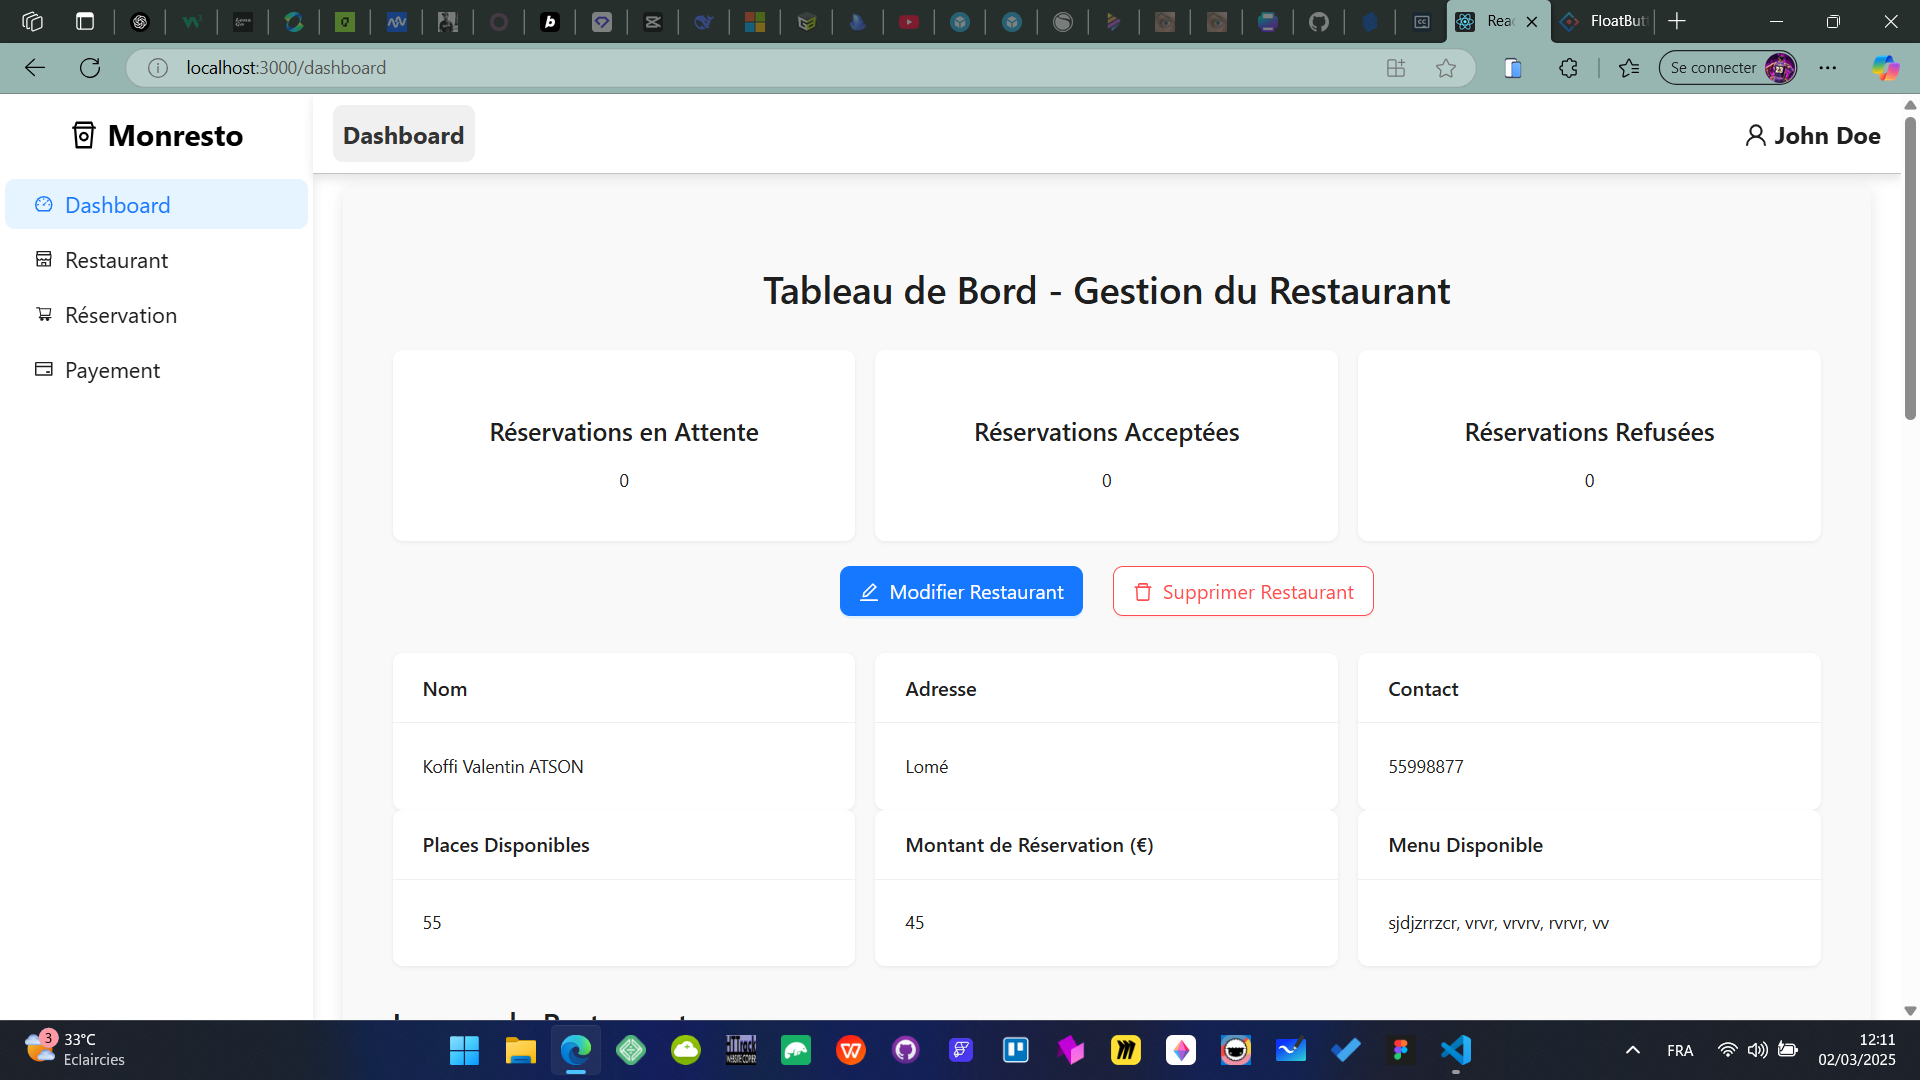 Reac
FloatBut
localhost:3000/dashboard
Se connecter
Monresto
Dashboard
John Doe
Dashboard
Restaurant
Réservation
Payement
Tableau de Bord - Gestion du Restaurant
Réservations en Attente
0
Réservations Acceptées
0
Réservations Refusées
0
Modifier Restaurant
Supprimer Restaurant
Nom
Koffi Valentin ATSON
Adresse
Lomé
Contact
55998877
Places Disponibles
55
Montant de Réservation (€)
45
Menu Disponible
sjdjzrrzcr, vrvr, vrvrv, rvrvr, vv
3
33°C
Eclaircies
FRA
12:11
02/03/2025